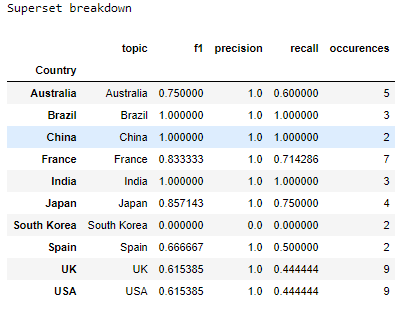 Superset breakdown
topic f1 precision recall occurences
Country
Australia Australia 0.750000 1.0 0.600000 5
Brazil Brazil 1.000000 1.0 1.000000 3
China China 1.000000 1.0 1.000000 2
France France 0.833333 1.0 0.714286 7
India India 1.000000 1.0 1.000000 3
Japan Japan 0.857143 1.0 0.750000 4
South Korea South Korea 0.000000 0.0 0.000000 2
Spain Spain 0.666667 1.0 0.500000 2
UK UK 0.615385 1.0 0.444444 9
USA USA 0.615385 1.0 0.444444 9